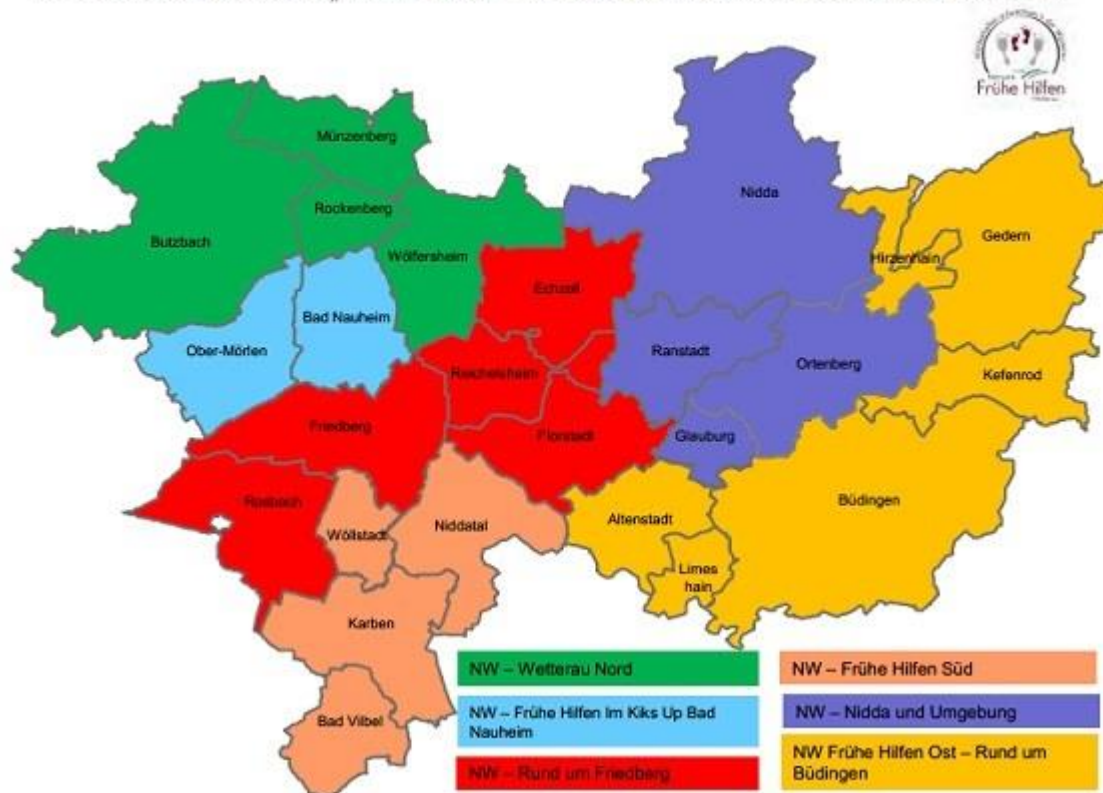 Frühe Hilfen
Münzenberg
Nidda
Rockenberg
Butzbach
Gedern
Wölfersheim
Hirzenhain
Echzell
Bad Nauheim
Ober-Mörlen
Ranstadt
Ortenberg
Kefenrod
Reichelsheim
Friedberg
Florstadt
Glauburg
Rosbach
Büdingen
Altenstadt
Niddatal
Wöllstadt
Limes
hain
Karben
Bad Vilbel
NW – Wetterau Nord
NW – Frühe Hilfen Im Kiks Up Bad
Nauheim
NW – Rund um Friedberg
NW – Frühe Hilfen Süd
NW – Nidda und Umgebung
NW Frühe Hilfen Ost – Rund um
Büdingen